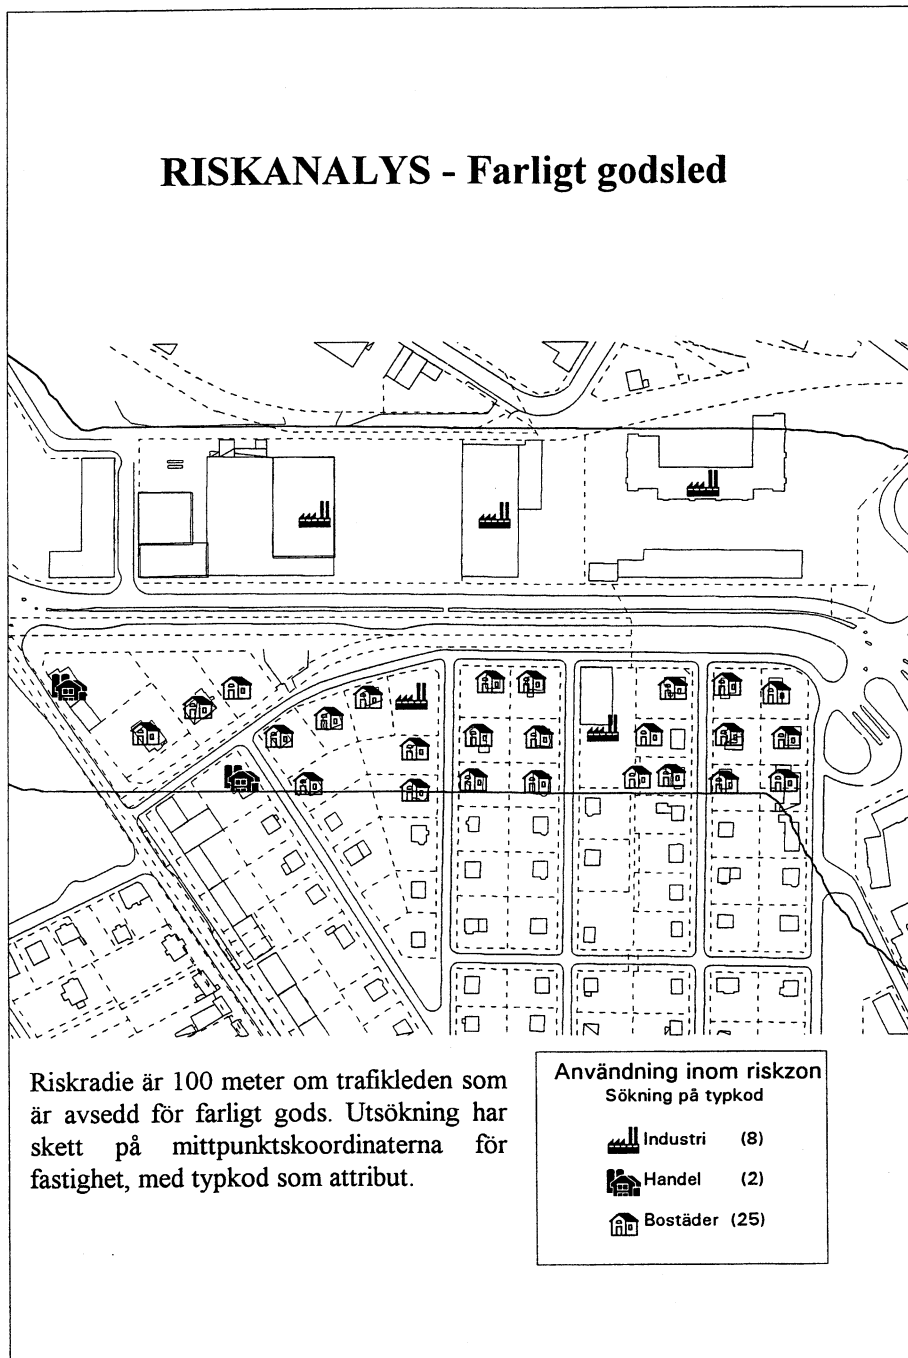 RISKANALYS - Farligt godsled
Riskradie är 100 meter om trafikleden som
är avsedd för farligt gods. Utsökning har
skett på mittpunktskoordinaterna för
fastighet, med typkod som attribut.
Användning inom riskzon
Sökning på typkod
Industri (8)
Handel (2)
Bostäder (25)